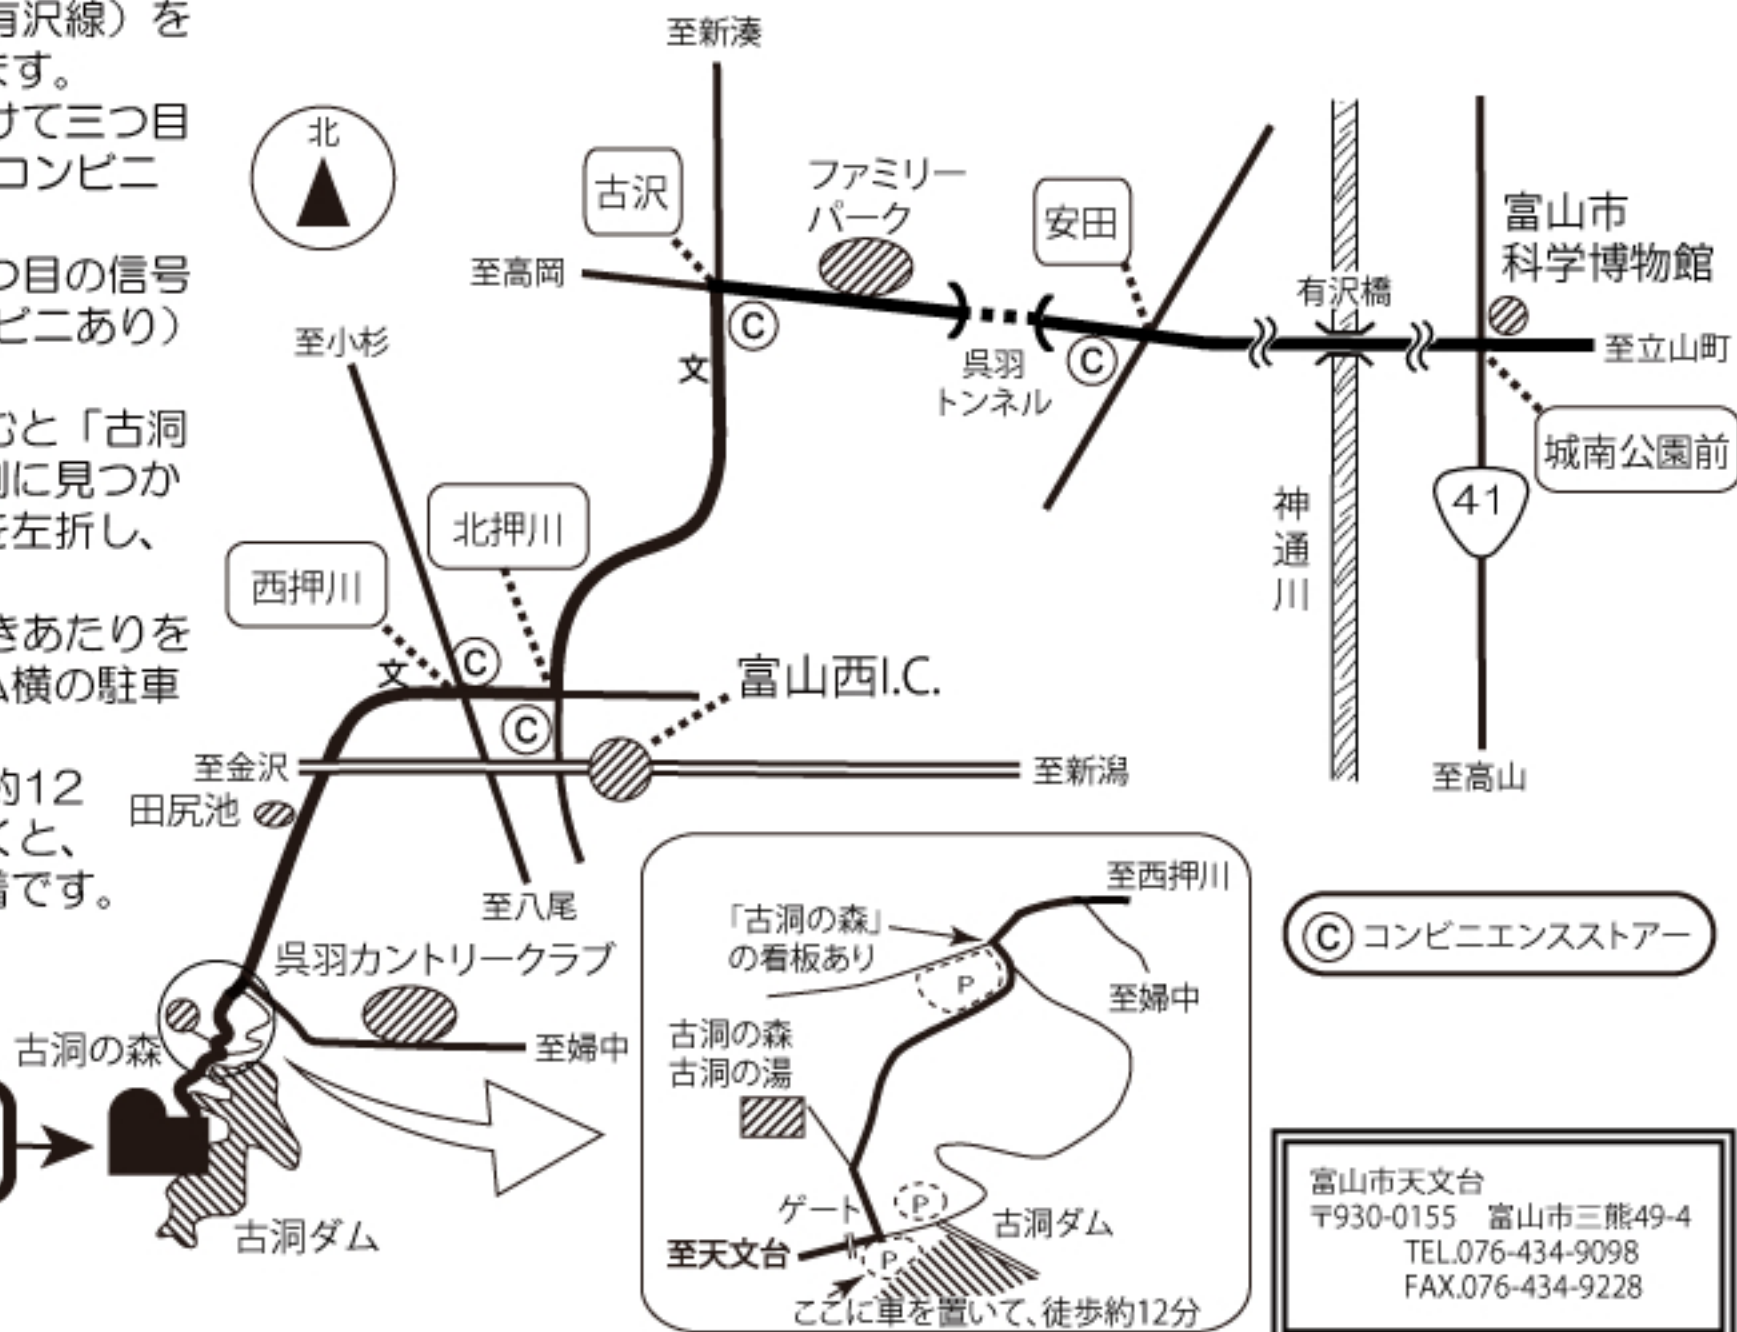 有沢線）を
ます。
けて三つ目
コンビニ
つ目の信号
ビニあり）
むと「古洞
側に見つか
を左折し、
きあたりを
ム横の駐車
約12
くと、
着です。
至新湊
北
古沢
ファミリー
パーク
安田
富山市
科学博物館
至高岡
有沢橋
至小杉
C
文
呉羽
トンネル
C
至立山町
城南公園前
41
神通川
北押川
西押川
文
C
富山西I.C.
C
至金沢
至新潟
至高山
田尻池
至八尾
呉羽カントリークラブ
古洞の森
至婦中
古洞ダム
至西押川
「古洞の森」
の看板あり
P
至婦中
古洞の森
古洞の湯
ゲート
P
古洞ダム
至天文台
P
ここに車を置いて、徒歩約12分
C コンビニエンスストアー
富山市天文台
〒930-0155 富山市三熊49-4
TEL.076-434-9098
FAX.076-434-9228